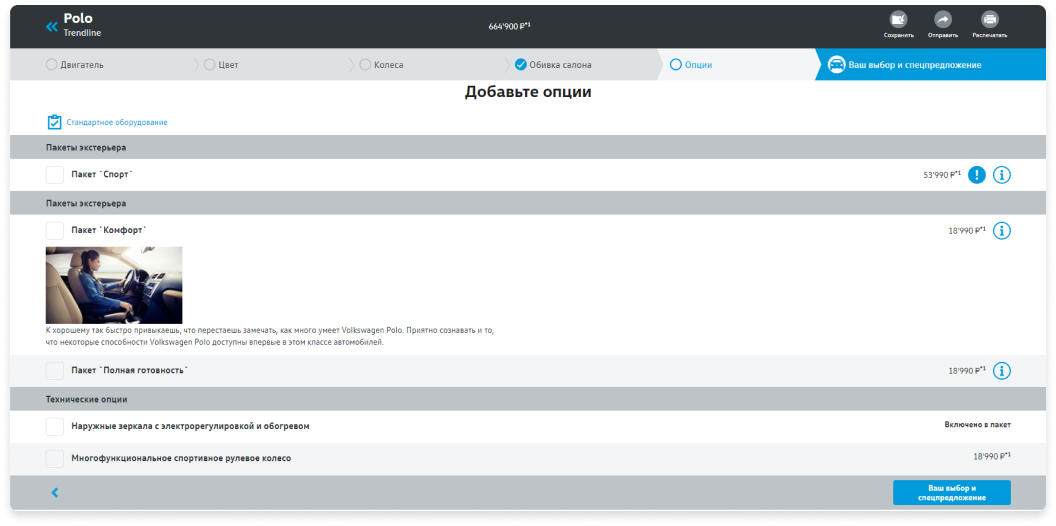 Polo
Trendline
664'900 ₽*1
Сохранить
Отправить
Распечатать
Двигатель
Цвет
Колеса
Обивка салона
Опции
Ваш выбор и спецпредложение
Добавьте опции
Стандартное оборудование
Пакеты экстерьера
Пакет `Спорт`
53'990 ₽*1
Пакеты экстерьера
Пакет `Комфорт`
18'990 ₽*1
К хорошему так быстро привыкаешь, что перестаешь замечать, как много умеет Volkswagen Polo. Приятно сознавать и то,
что некоторые способности Volkswagen Polo доступны впервые в этом классе автомобилей.
Пакет `Полная готовность`
18'990 ₽*1
Технические опции
Наружные зеркала с электрорегулировкой и обогревом
Включено в пакет
Многофункциональное спортивное рулевое колесо
18'990 ₽*1
Ваш выбор и
спецпредложение